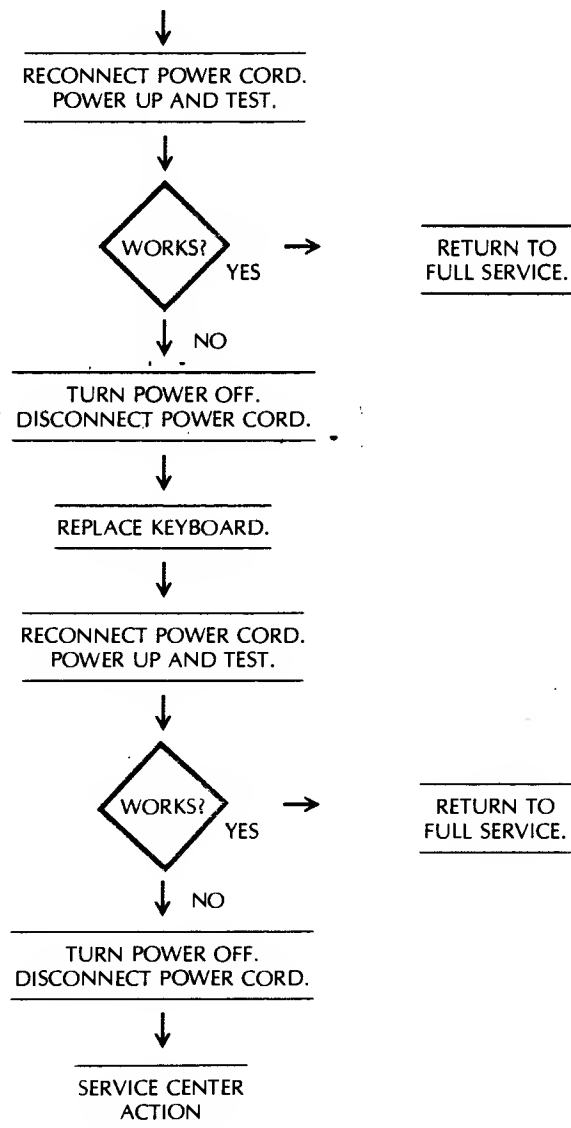 RECONNECT POWER CORD.
POWER UP AND TEST.
WORKS?
YES
RETURN TO
FULL SERVICE.
NO
TURN POWER OFF.
DISCONNECT POWER CORD.
REPLACE KEYBOARD.
RECONNECT POWER CORD.
POWER UP AND TEST.
WORKS?
YES
RETURN TO
FULL SERVICE.
NO
TURN POWER OFF.
DISCONNECT POWER CORD.
SERVICE CENTER
ACTION